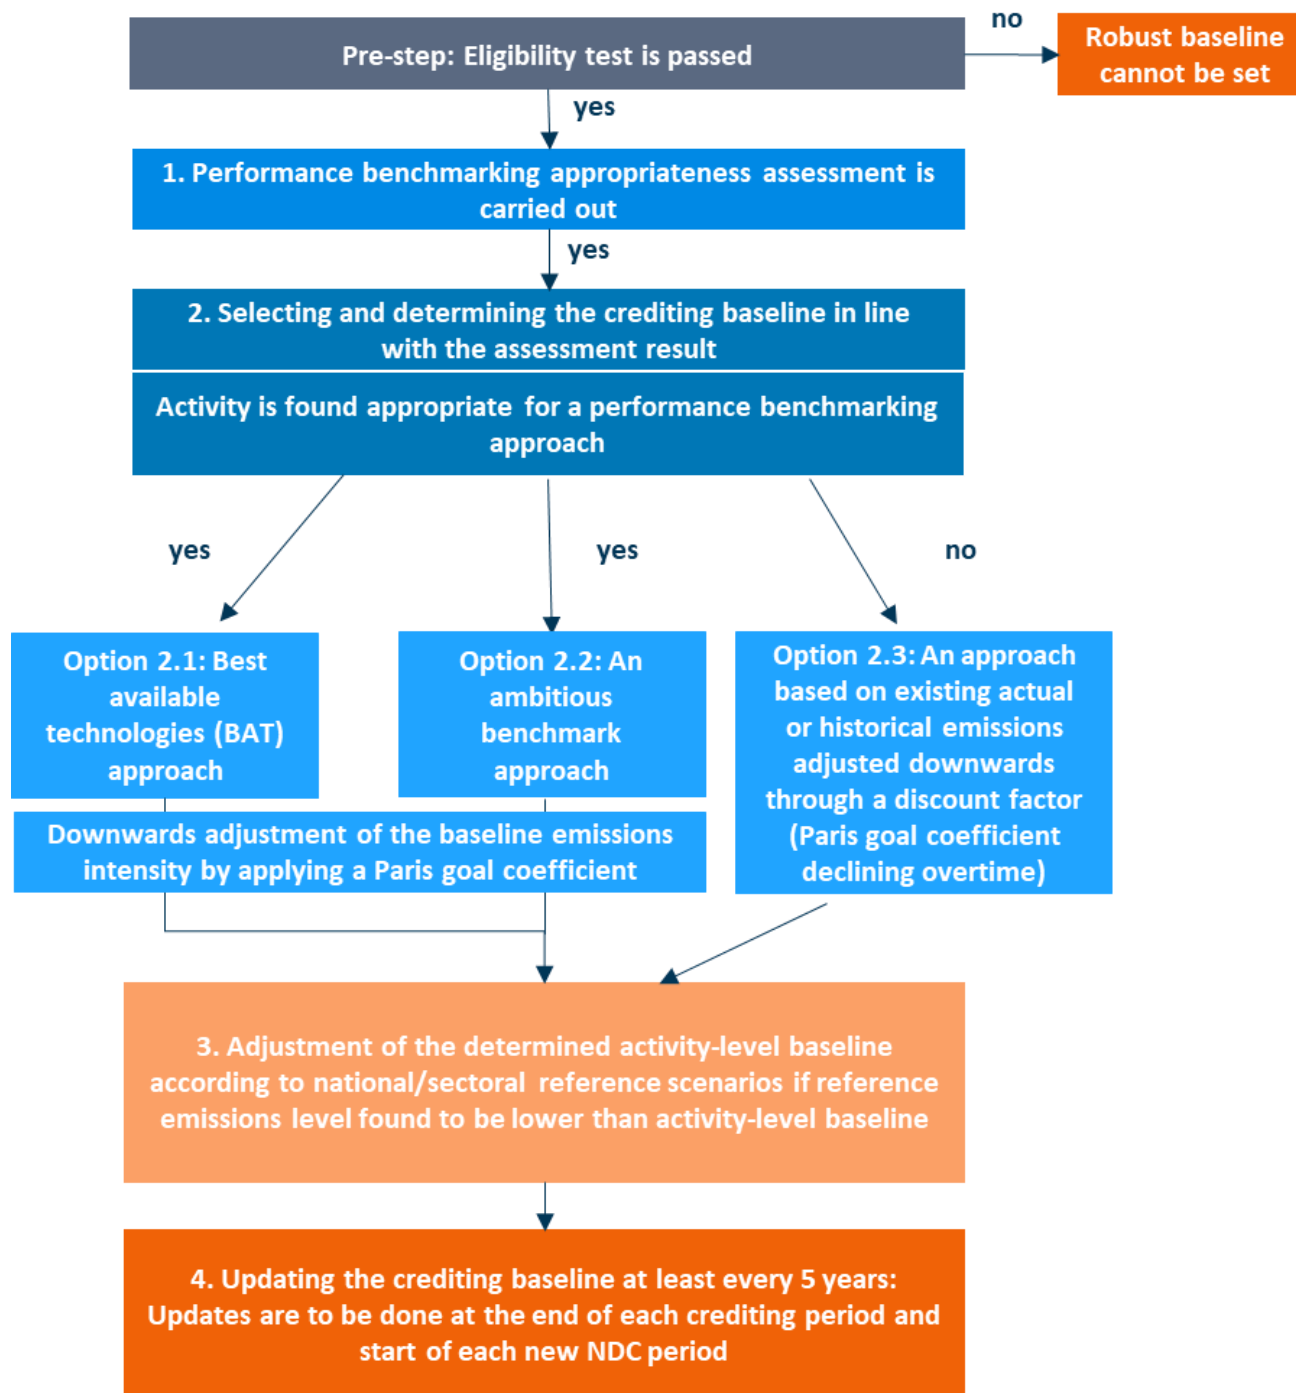 no
Pre-step: Eligibility test is passed
Robust baseline
cannot be set
yes
1. Performance benchmarking appropriateness assessment is
carried out
yes
2. Selecting and determining the crediting baseline in line
with the assessment result
Activity is found appropriate for a performance benchmarking
approach
yes
yes
no
Option 2.1: Best
available
technologies (BAT)
approach
Option 2.2: An
ambitious
benchmark
approach
Option 2.3: An approach
based on existing actual
or historical emissions
adjusted downwards
through a discount factor
(Paris goal coefficient
declining overtime)
Downwards adjustment of the baseline emissions
intensity by applying a Paris goal coefficient
3. Adjustment of the determined activity-level baseline
according to national/sectoral reference scenarios if reference
emissions level found to be lower than activity-level baseline
4. Updating the crediting baseline at least every 5 years:
Updates are to be done at the end of each crediting period and
start of each new NDC period